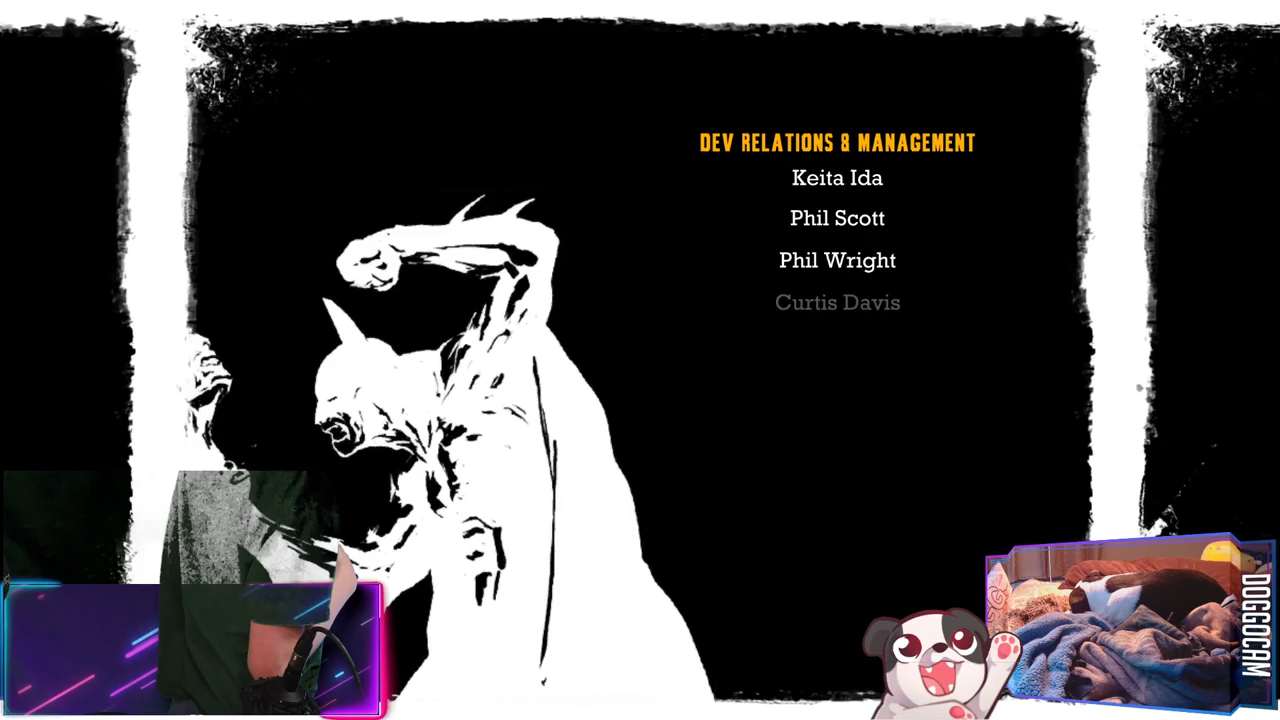 DEV RELATIONS & MANAGEMENT
Keita Ida
Phil Scott
Phil Wright
Curtis Davis
DOGGOCAM